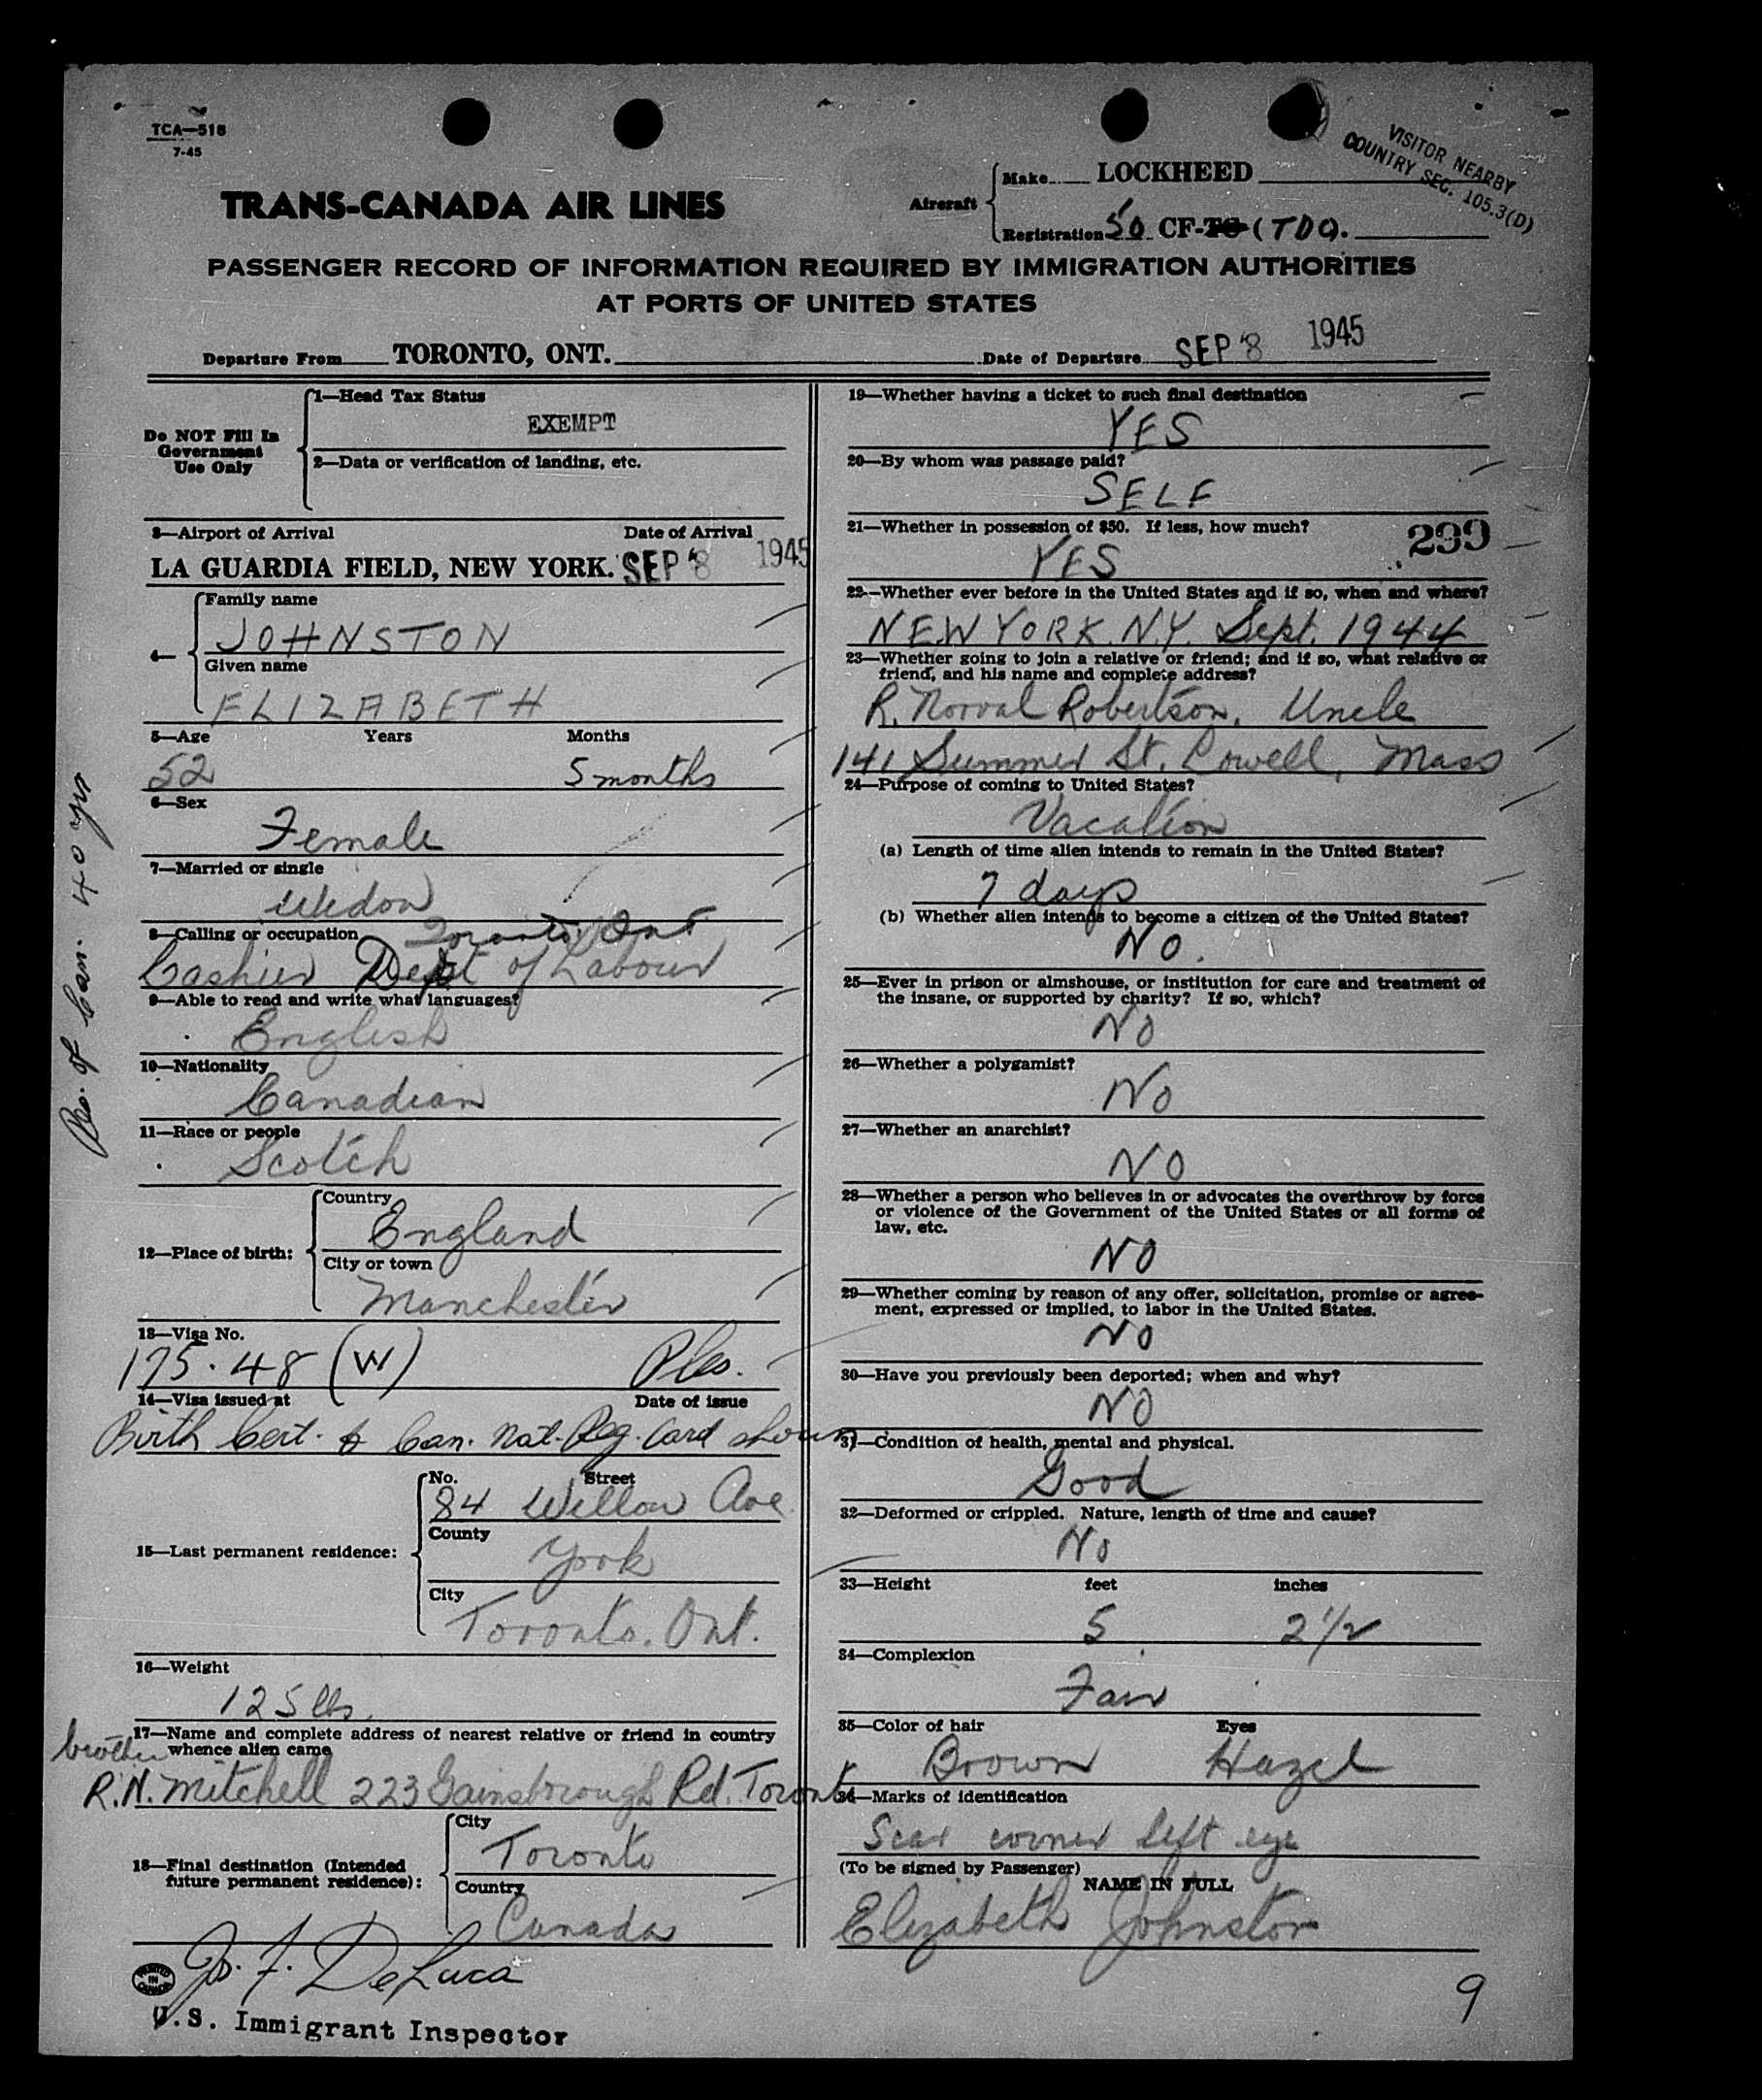 TCA—518
7-45
VISITOR NEARBY
COUNTRY SEC. 105.3(D)
TRANS-CANADA AIR LINES
Aircraft
Make LOCKHEED
Registration 50 CF-TC (TDC).
PASSENGER RECORD OF INFORMATION REQUIRED BY IMMIGRATION AUTHORITIES
AT PORTS OF UNITED STATES
Departure From TORONTO, ONT. Date of Departure SEP 8 1945
Do NOT Fill In
Government
Use Only
1—Head Tax Status
EXEMPT
2—Data or verification of landing, etc.
3—Airport of Arrival Date of Arrival
LA GUARDIA FIELD, NEW YORK. SEP 8 1945
4—
Family name
JOHNSTON
Given name
ELIZABETH
5—Age Years Months
52 5 months
6—Sex
Female
7—Married or single
Widow
8—Calling or occupation Toronto Ont
Cashier Dept of Labour
9—Able to read and write what languages?
English
10—Nationality
Canadian
11—Race or people
Scotch
12—Place of birth:
Country
England
City or town
Manchester
13—Visa No.
175.48 (W) Res.
14—Visa issued at Date of issue
Birth Cert. & Can. Nat. Reg. Card shown
15—Last permanent residence:
No. Street
84 Willow Ave
County
York
City
Toronto. Ont.
16—Weight
125 lbs.
17—Name and complete address of nearest relative or friend in country
whence alien came
brother
R.N. Mitchell 223 Gainsborough Rd. Toronto
18—Final destination (Intended
future permanent residence):
City
Toronto
Country
Canada
DeLuca
U.S. Immigrant Inspector
PRINTED
IN
CANADA
Res. of Can. 40 yrs
19—Whether having a ticket to such final destination
YES
20—By whom was passage paid?
SELF
21—Whether in possession of $50. If less, how much?
YES
299
22—Whether ever before in the United States and if so, when and where?
NEW YORK. N.Y. Sept. 1944
23—Whether going to join a relative or friend; and if so, what relative or
friend, and his name and complete address?
R. Norval Robertson. Uncle
141 Summer St. Lowell, Mass
24—Purpose of coming to United States?
Vacation
(a) Length of time alien intends to remain in the United States?
7 days
(b) Whether alien intends to become a citizen of the United States?
NO.
25—Ever in prison or almshouse, or institution for care and treatment of
the insane, or supported by charity? If so, which?
NO
26—Whether a polygamist?
NO
27—Whether an anarchist?
NO
28—Whether a person who believes in or advocates the overthrow by force
or violence of the Government of the United States or all forms of
law, etc.
NO
29—Whether coming by reason of any offer, solicitation, promise or agree-
ment, expressed or implied, to labor in the United States.
NO
30—Have you previously been deported; when and why?
NO
31—Condition of health, mental and physical.
Good
32—Deformed or crippled. Nature, length of time and cause?
No
33—Height feet inches
5 2 1/2
34—Complexion
Fair
35—Color of hair Eyes
Brown Hazel
36—Marks of identification
Scar corner left eye
(To be signed by Passenger)
NAME IN FULL
Elizabeth Johnston
9